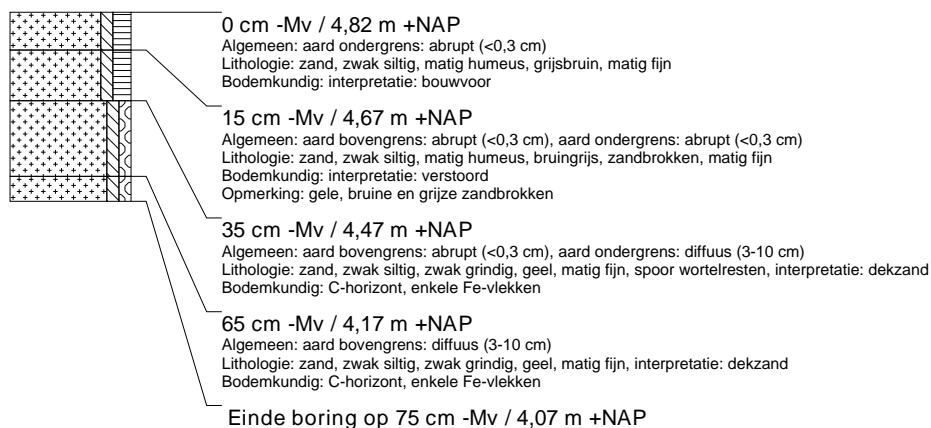 0 cm -Mv / 4,82 m +NAP
Algemeen: aard ondergrens: abrupt (<0,3 cm)
Lithologie: zand, zwak siltig, matig humeus, grijsbruin, matig fijn
Bodemkundig: interpretatie: bouwvoor
15 cm -Mv / 4,67 m +NAP
Algemeen: aard bovengrens: abrupt (<0,3 cm), aard ondergrens: abrupt (<0,3 cm)
Lithologie: zand, zwak siltig, matig humeus, bruingrijs, zandbrokken, matig fijn
Bodemkundig: interpretatie: verstoord
Opmerking: gele, bruine en grijze zandbrokken
35 cm -Mv / 4,47 m +NAP
Algemeen: aard bovengrens: abrupt (<0,3 cm), aard ondergrens: diffuus (3-10 cm)
Lithologie: zand, zwak siltig, zwak grindig, geel, matig fijn, spoor wortelresten, interpretatie: dekzand
Bodemkundig: C-horizont, enkele Fe-vlekken
65 cm -Mv / 4,17 m +NAP
Algemeen: aard bovengrens: diffuus (3-10 cm)
Lithologie: zand, zwak siltig, zwak grindig, geel, matig fijn, interpretatie: dekzand
Bodemkundig: C-horizont, enkele Fe-vlekken
Einde boring op 75 cm -Mv / 4,07 m +NAP